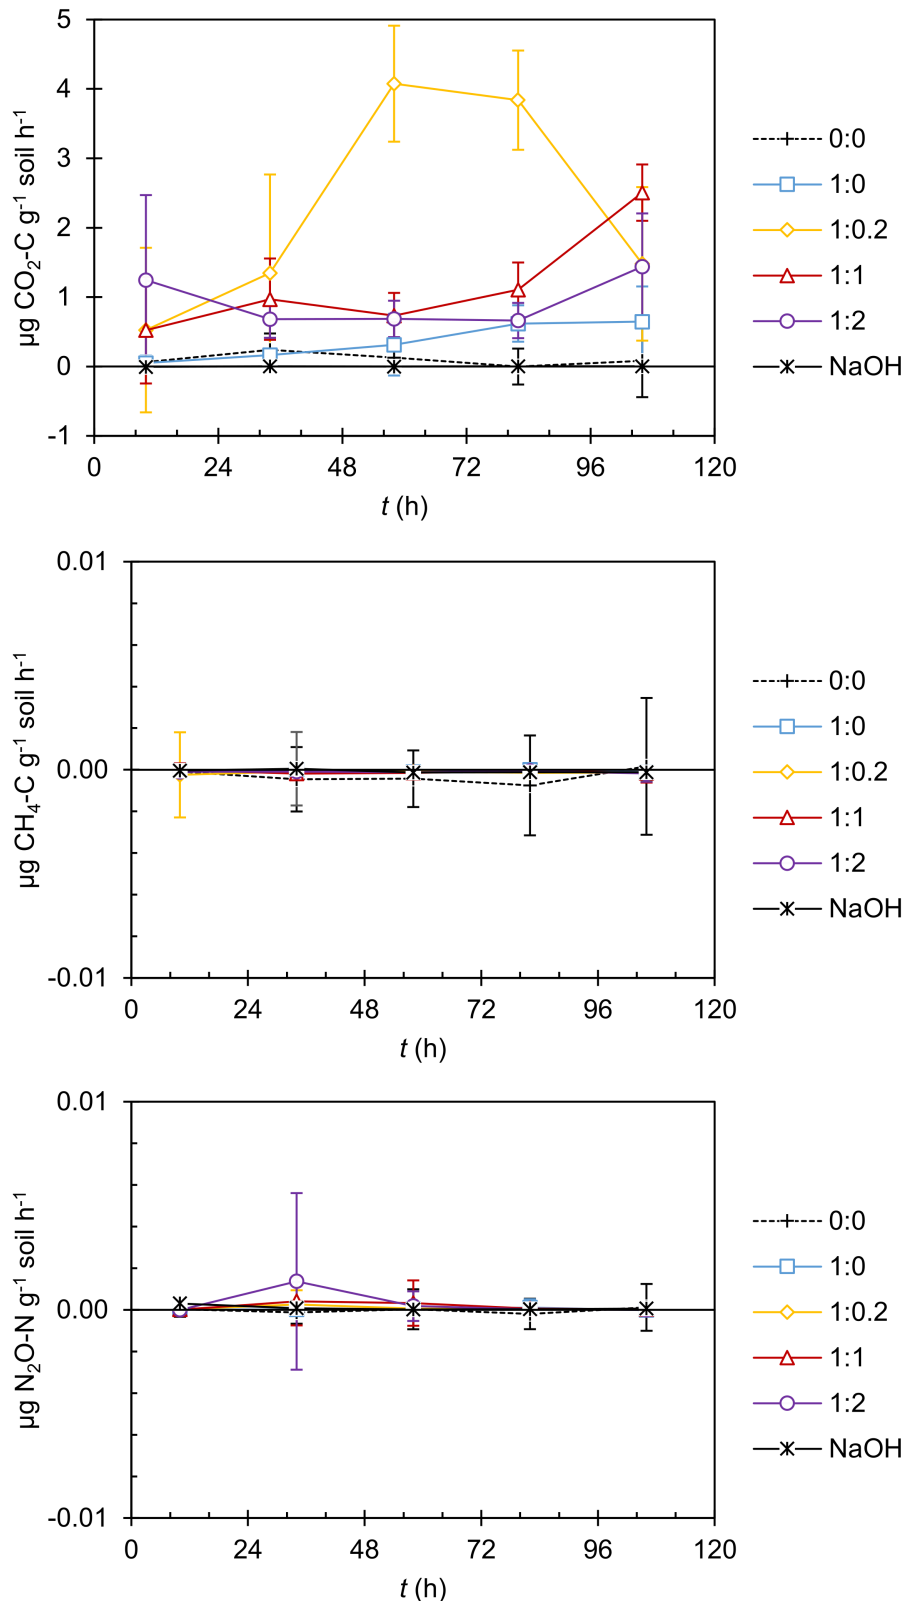 5
4
3
2
1
0
-1
µg CO₂-C g⁻¹ soil h⁻¹
0 24 48 72 96 120
t (h)
0:0
1:0
1:0.2
1:1
1:2
NaOH
0.01
0.00
-0.01
µg CH₄-C g⁻¹ soil h⁻¹
0 24 48 72 96 120
t (h)
0:0
1:0
1:0.2
1:1
1:2
NaOH
0.01
0.00
-0.01
µg N₂O-N g⁻¹ soil h⁻¹
0 24 48 72 96 120
t (h)
0:0
1:0
1:0.2
1:1
1:2
NaOH